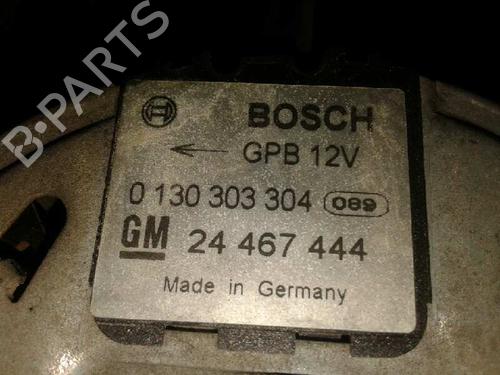 BOSCH
GPB 12V
0 130 303 304 089
GM 24 467 444
Made in Germany
B-PARTS